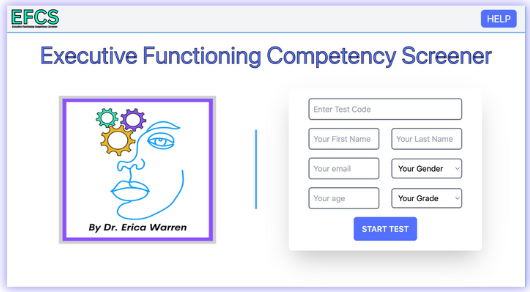 EFCS
Executive Functioning Competency Screener
HELP
Executive Functioning Competency Screener
By Dr. Erica Warren
Enter Test Code
Your First Name
Your Last Name
Your email
Your Gender
Your age
Your Grade
START TEST